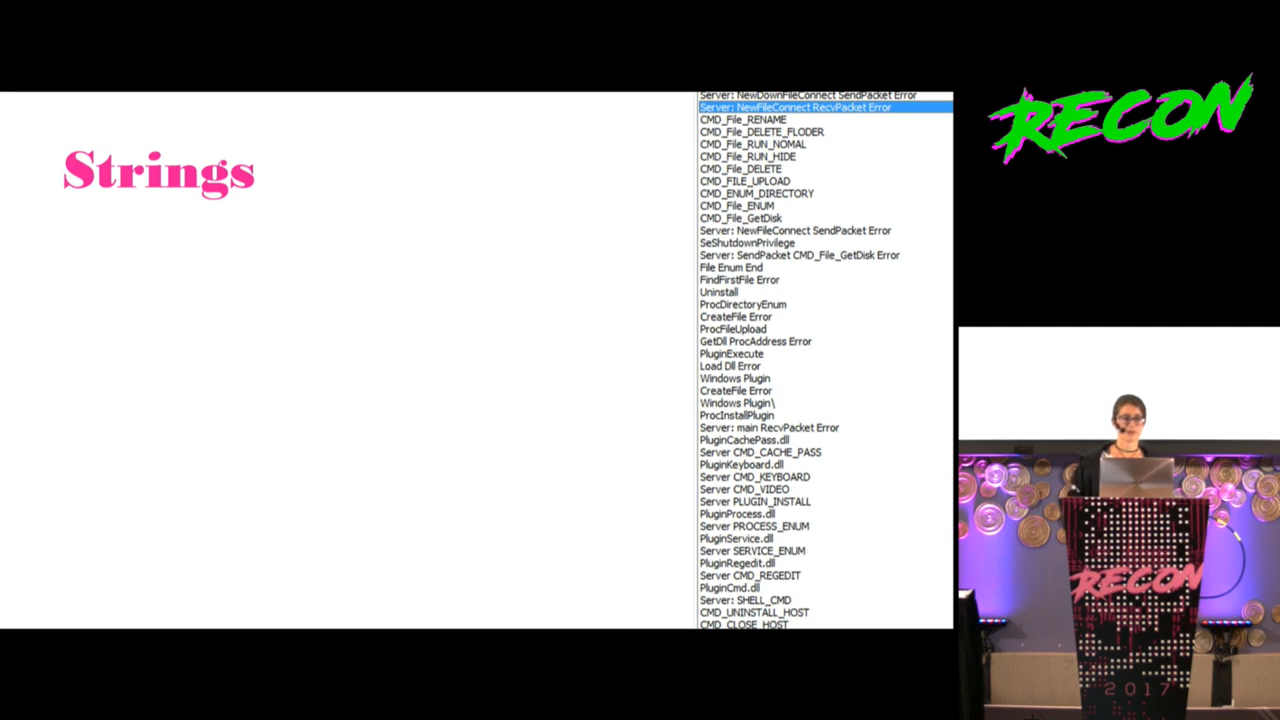 Strings
Server: NewDownFileConnect SendPacket Error
Server: NewFileConnect RecvPacket Error
CMD_File_RENAME
CMD_File_DELETE_FLODER
CMD_File_RUN_NOMAL
CMD_File_RUN_HIDE
CMD_File_DELETE
CMD_FILE_UPLOAD
CMD_ENUM_DIRECTORY
CMD_File_ENUM
CMD_File_GetDisk
Server: NewFileConnect SendPacket Error
SeShutdownPrivilege
Server: SendPacket CMD_File_GetDisk Error
File Enum End
FindFirstFile Error
Uninstall
ProcDirectoryEnum
CreateFile Error
ProcFileUpload
GetDll ProcAddress Error
PluginExecute
Load Dll Error
Windows Plugin
CreateFile Error
Windows Plugin\
ProcInstallPlugin
Server: main RecvPacket Error
PluginCachePass.dll
Server CMD_CACHE_PASS
PluginKeyboard.dll
Server CMD_KEYBOARD
Server CMD_VIDEO
Server PLUGIN_INSTALL
PluginProcess.dll
Server PROCESS_ENUM
PluginService.dll
Server SERVICE_ENUM
PluginRegedit.dll
Server CMD_REGEDIT
PluginCmd.dll
Server: SHELL_CMD
CMD_UNINSTALL_HOST
CMD_CLOSE_HOST
RECON
RECON
2017